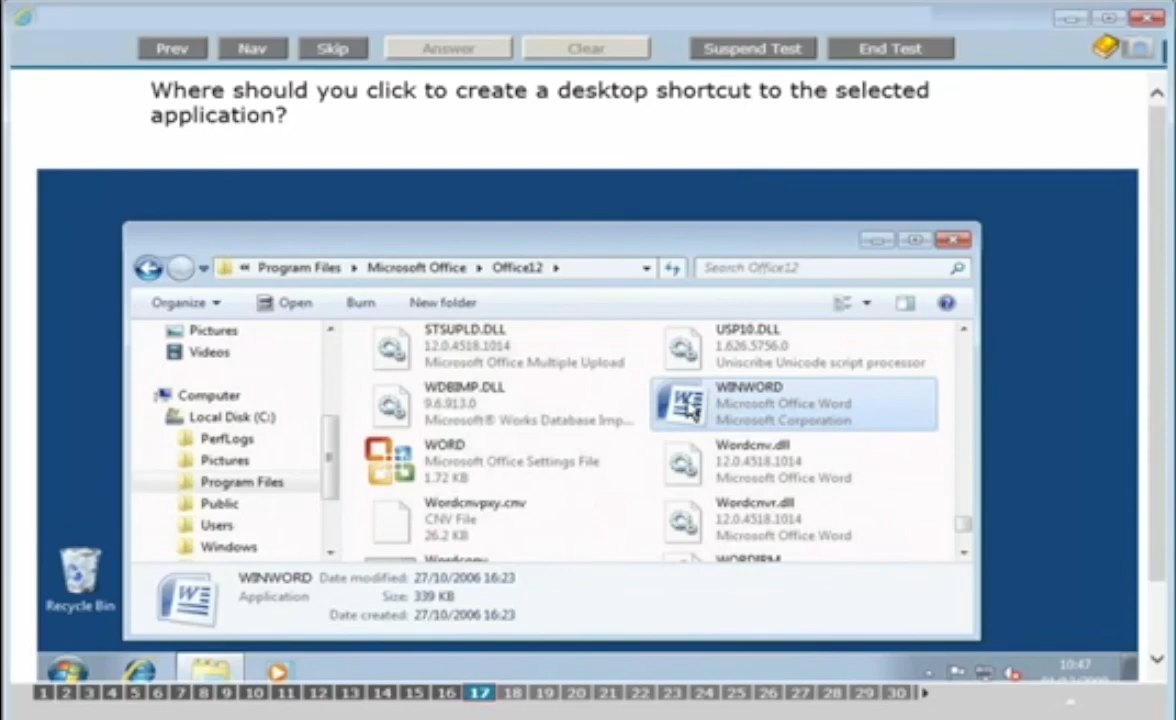 Prev Nav Skip Answer Clear Suspend Test End Test
Where should you click to create a desktop shortcut to the selected
application?
« Program Files ▸ Microsoft Office ▸ Office12 ▸ Search Office12
Organize Open Burn New folder
Pictures
Videos
Computer
Local Disk (C:)
PerfLogs
Pictures
Program Files
Public
Users
Windows
STSUPLD.DLL
12.0.4518.1014
Microsoft Office Multiple Upload
USP10.DLL
1.626.5756.0
Uniscribe Unicode script processor
WDBIMP.DLL
9.6.913.0
Microsoft® Works Database Imp...
WINWORD
Microsoft Office Word
Microsoft Corporation
WORD
Microsoft Office Settings File
1.72 KB
Wordcnv.dll
12.0.4518.1014
Microsoft Office Word
Wordcnvpxy.cnv
CNV File
26.2 KB
Wordcnvr.dll
12.0.4518.1014
Microsoft Office Word
WINWORD Date modified: 27/10/2006 16:23
Application Size: 339 KB
Date created: 27/10/2006 16:23
Recycle Bin
10:47
1 2 3 4 5 6 7 8 9 10 11 12 13 14 15 16 17 18 19 20 21 22 23 24 25 26 27 28 29 30